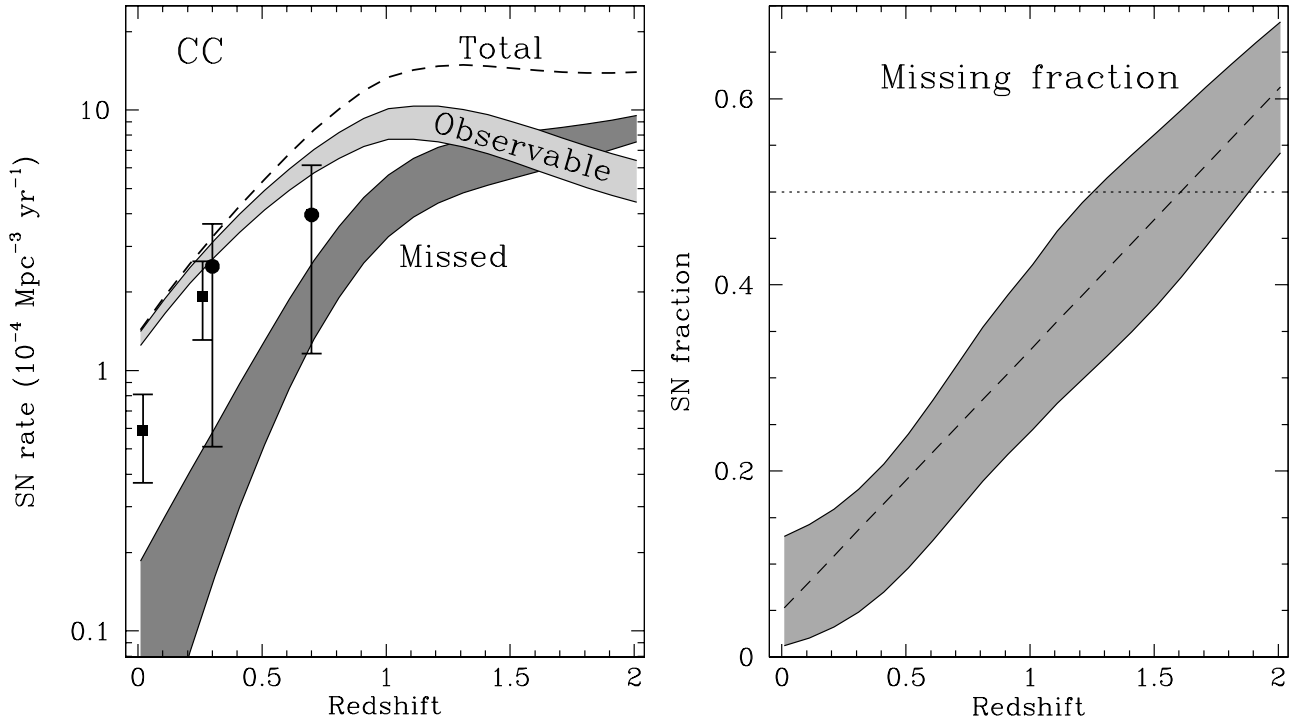 CC
Total
Observable
Missed
10
1
0.1
0
0.5
1
1.5
2
Redshift
SN rate (10⁻⁴ Mpc⁻³ yr⁻¹)
Missing fraction
0.6
0.4
0.2
0
0
0.5
1
1.5
2
Redshift
SN fraction